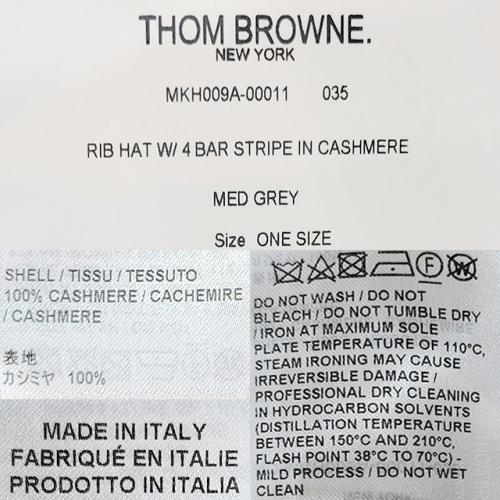 THOM BROWNE.
NEW YORK
MKH009A-00011 035
RIB HAT W/ 4 BAR STRIPE IN CASHMERE
MED GREY
Size ONE SIZE
SHELL / TISSU / TESSUTO
100% CASHMERE / CACHEMIRE
/ CASHMERE
表地
カシミヤ 100%
MADE IN ITALY
FABRIQUÉ EN ITALIE
PRODOTTO IN ITALIA
F W
DO NOT WASH / DO NOT
BLEACH / DO NOT TUMBLE DRY
/ IRON AT MAXIMUM SOLE
PLATE TEMPERATURE OF 110°C,
STEAM IRONING MAY CAUSE
IRREVERSIBLE DAMAGE /
PROFESSIONAL DRY CLEANING
IN HYDROCARBON SOLVENTS
(DISTILLATION TEMPERATURE
BETWEEN 150°C AND 210°C,
FLASH POINT 38°C TO 70°C) -
MILD PROCESS / DO NOT WET
CLEAN